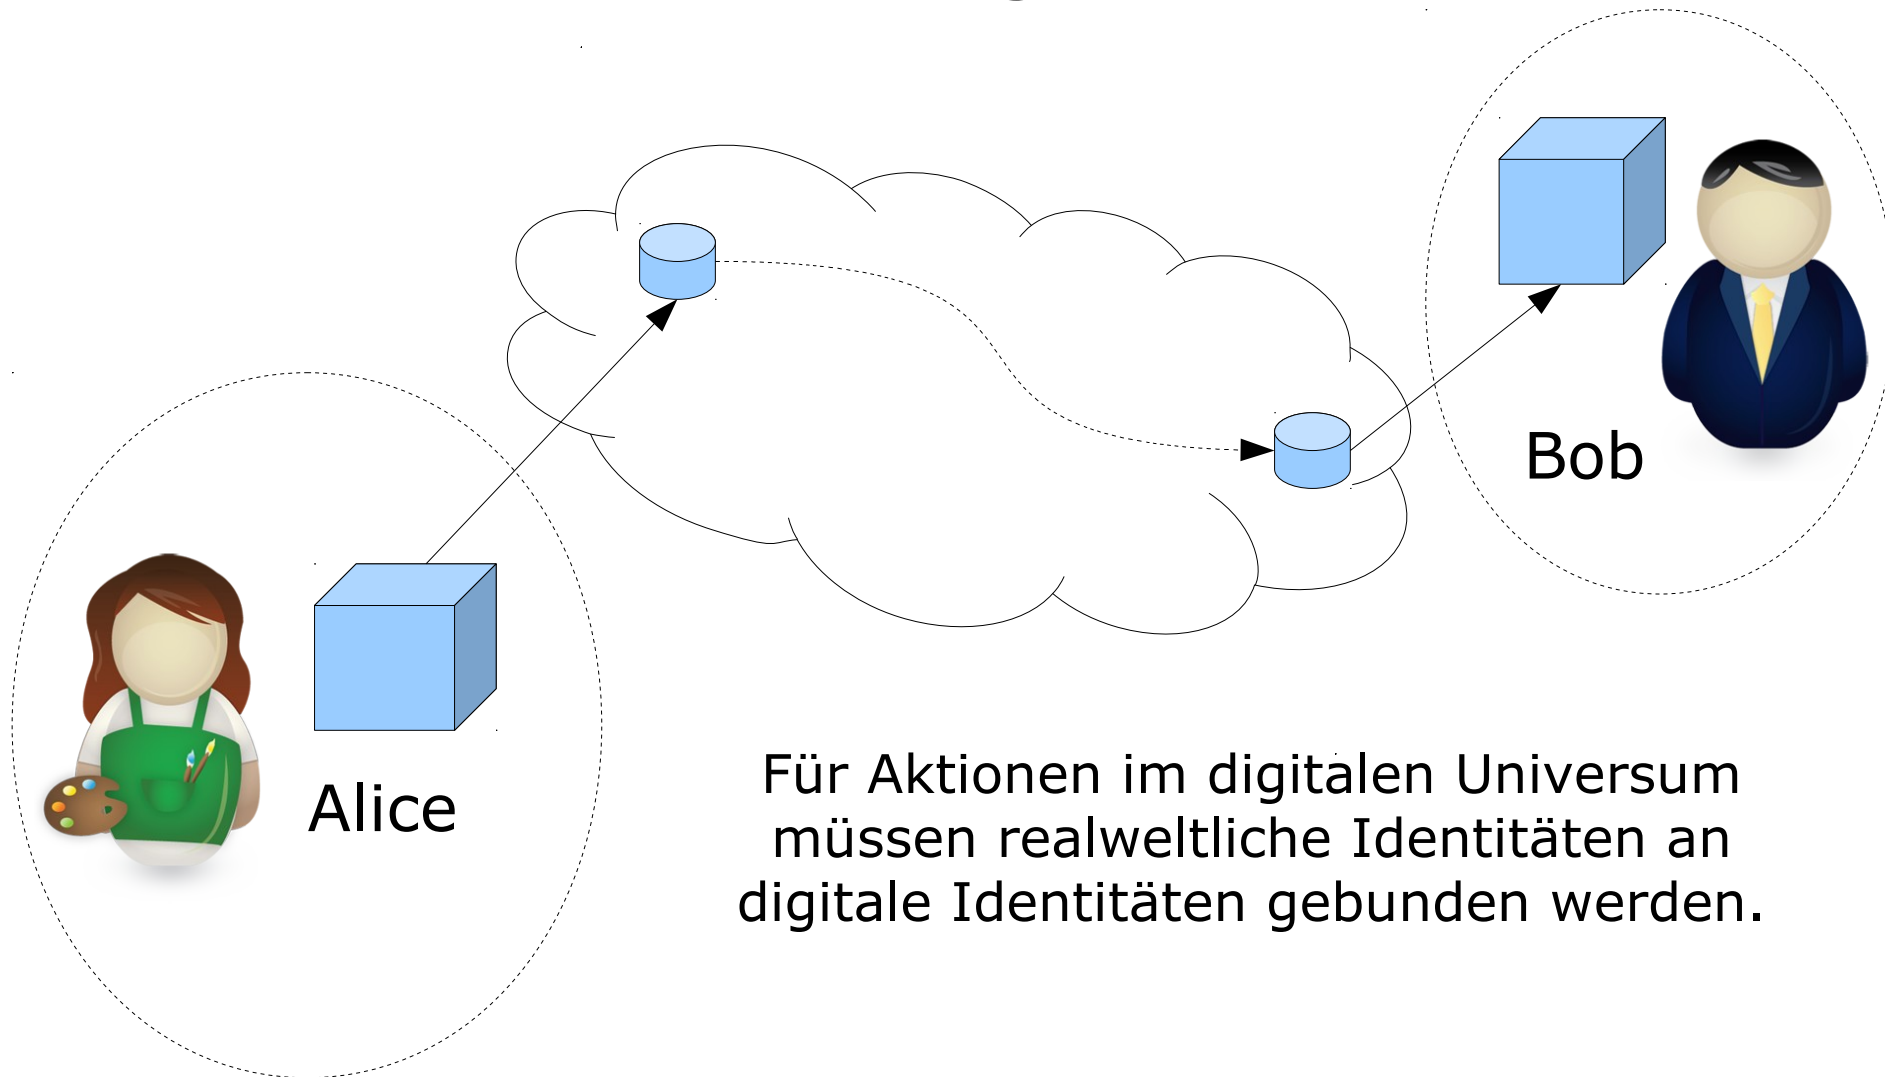 Bob
Alice
Für Aktionen im digitalen Universum
müssen realweltliche Identitäten an
digitale Identitäten gebunden werden.